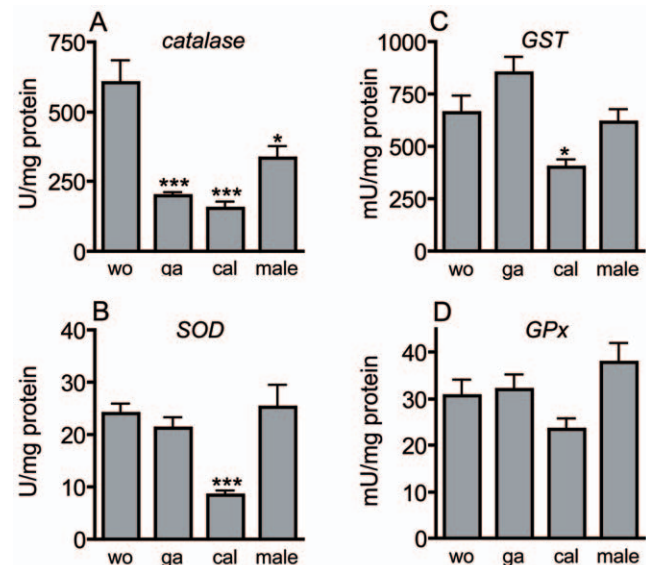 A
catalase
750
500
250
0
U/mg protein
***
***
*
wo ga cal male
C
GST
1000
750
500
250
0
mU/mg protein
*
wo ga cal male
B
SOD
40
30
20
10
0
U/mg protein
***
wo ga cal male
D
GPx
40
30
20
10
0
mU/mg protein
wo ga cal male